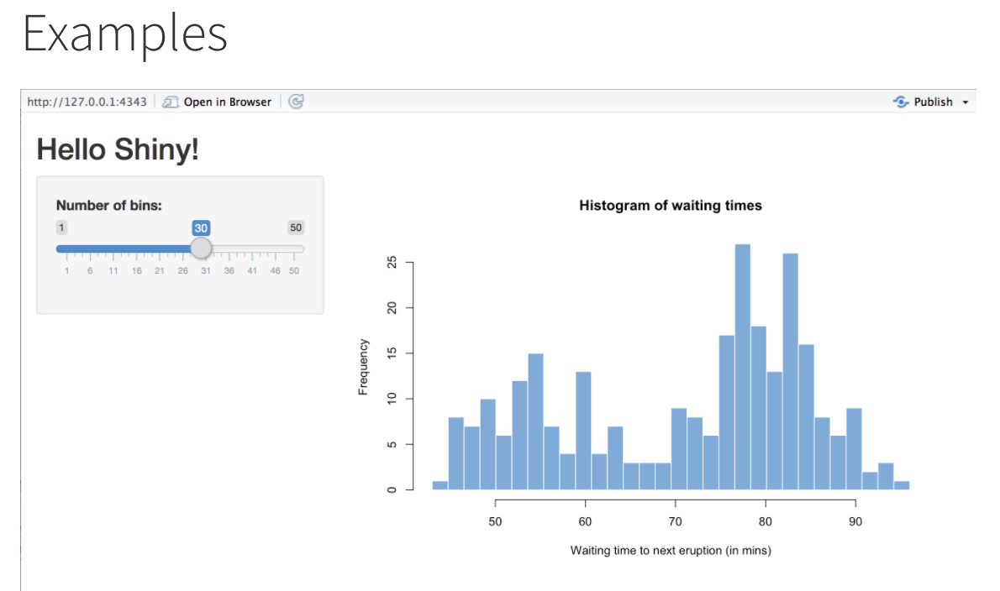 Examples
http://127.0.0.1:4343 Open in Browser Publish
Hello Shiny!
Number of bins:
1 30 50
1 6 11 16 21 26 31 36 41 46 50
Histogram of waiting times
Frequency
25
20
15
10
5
0
50 60 70 80 90
Waiting time to next eruption (in mins)